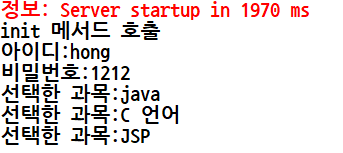 정보: Server startup in 1970 ms
init 메서드 호출
아이디:hong
비밀번호:1212
선택한 과목:java
선택한 과목:C 언어
선택한 과목:JSP